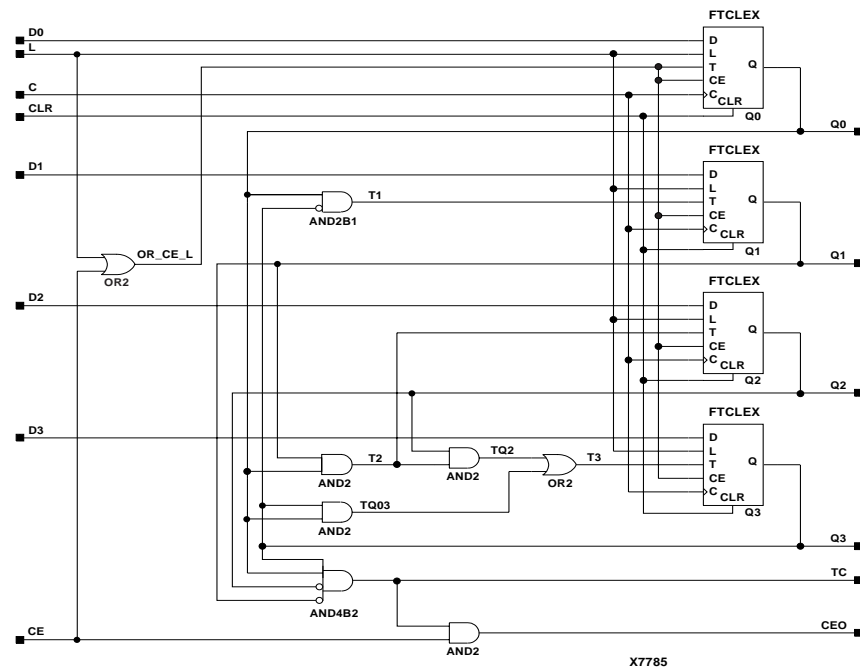 FTCLEX
D0
L
D
L
T
CE
C
CLR
Q
C
CLR
Q0
Q0
FTCLEX
D1
D
L
T
CE
C
CLR
Q
T1
AND2B1
OR_CE_L
OR2
Q1
Q1
FTCLEX
D2
D
L
T
CE
C
CLR
Q
Q2
Q2
FTCLEX
D3
D
L
T
CE
C
CLR
Q
T2
AND2
TQ2
AND2
T3
OR2
TQ03
AND2
Q3
Q3
TC
AND4B2
CE
AND2
CEO
X7785